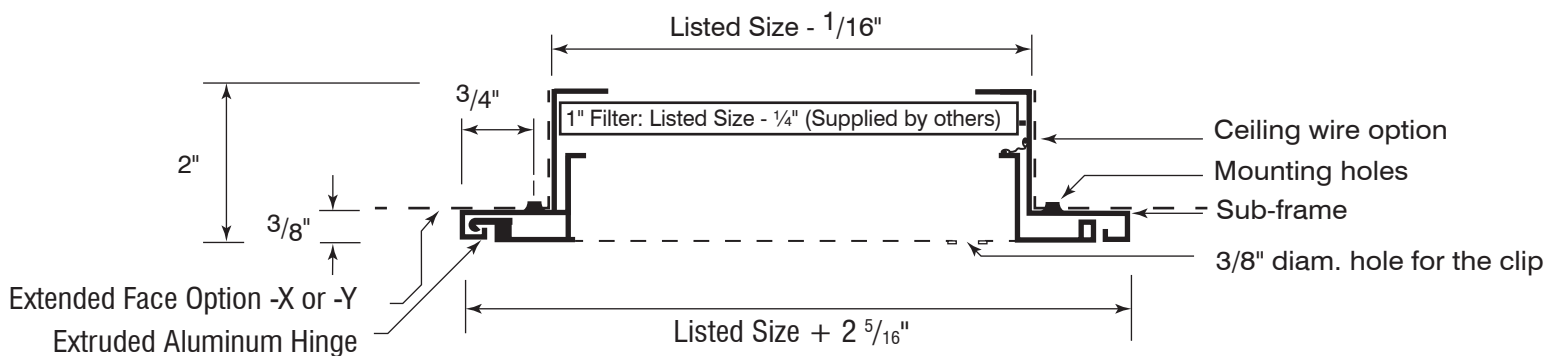 Listed Size - 1/16"
3/4"
1" Filter: Listed Size - ¼" (Supplied by others)
Ceiling wire option
2"
Mounting holes
Sub-frame
3/8"
3/8" diam. hole for the clip
Extended Face Option -X or -Y
Listed Size + 2 5/16"
Extruded Aluminum Hinge